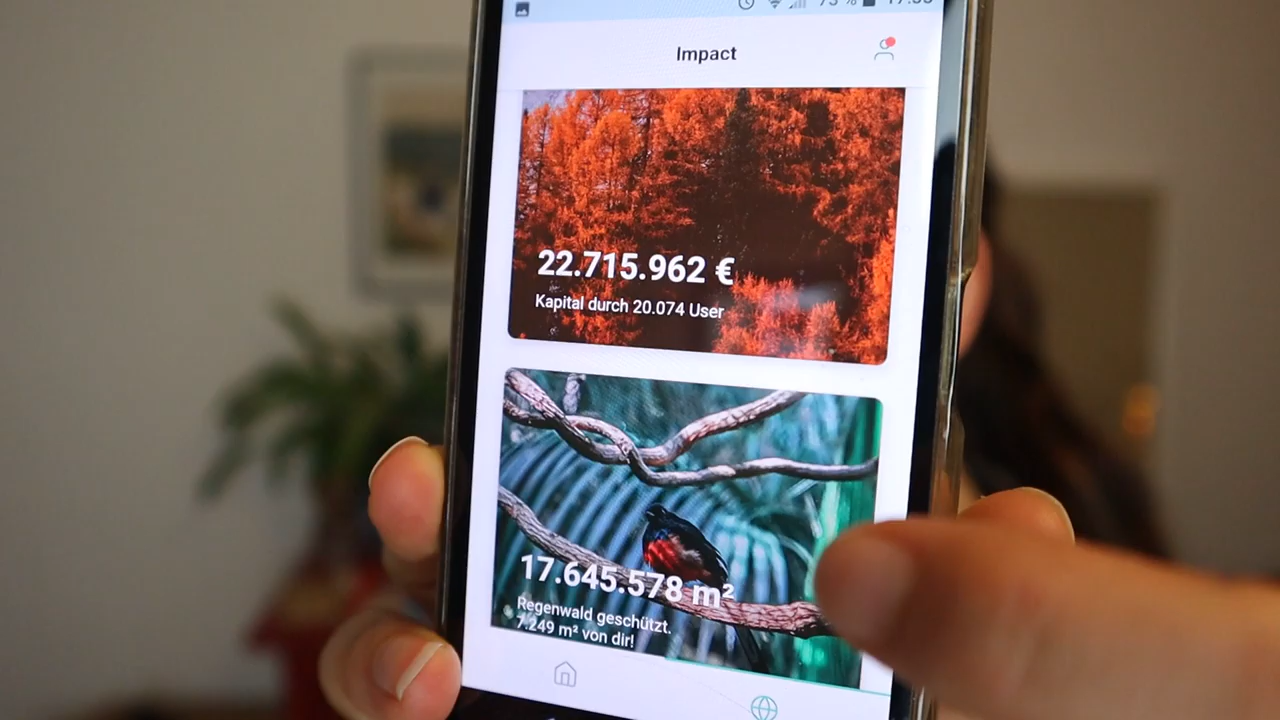 Impact
22.715.962 €
Kapital durch 20.074 User
17.645.578 m²
Regenwald geschützt.
7.249 m² von dir!